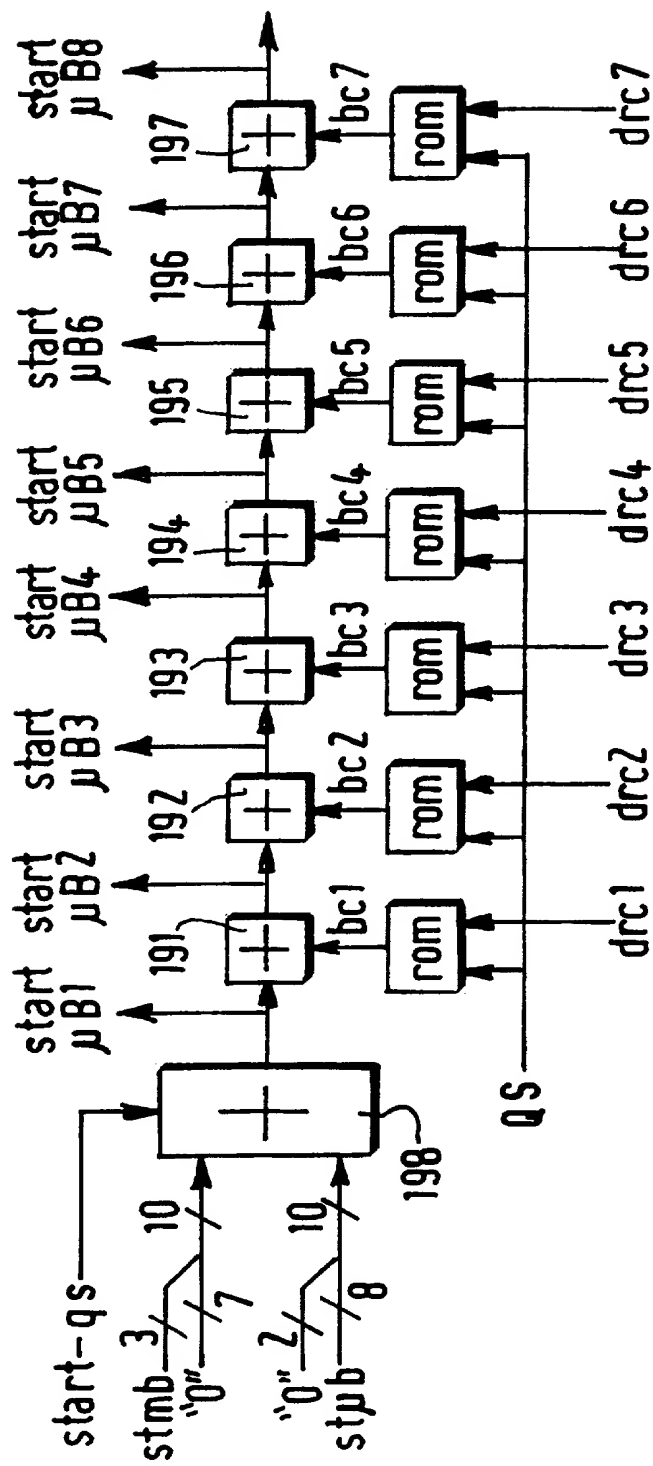 start-qs
stmb
3
"0"
7
10
"0"
2
stµb
8
10
198
start
µB1
start
µB2
start
µB3
start
µB4
start
µB5
start
µB6
start
µB7
start
µB8
191
192
193
194
195
196
197
bc1
bc2
bc3
bc4
bc5
bc6
bc7
rom
rom
rom
rom
rom
rom
rom
QS
drc1
drc2
drc3
drc4
drc5
drc6
drc7